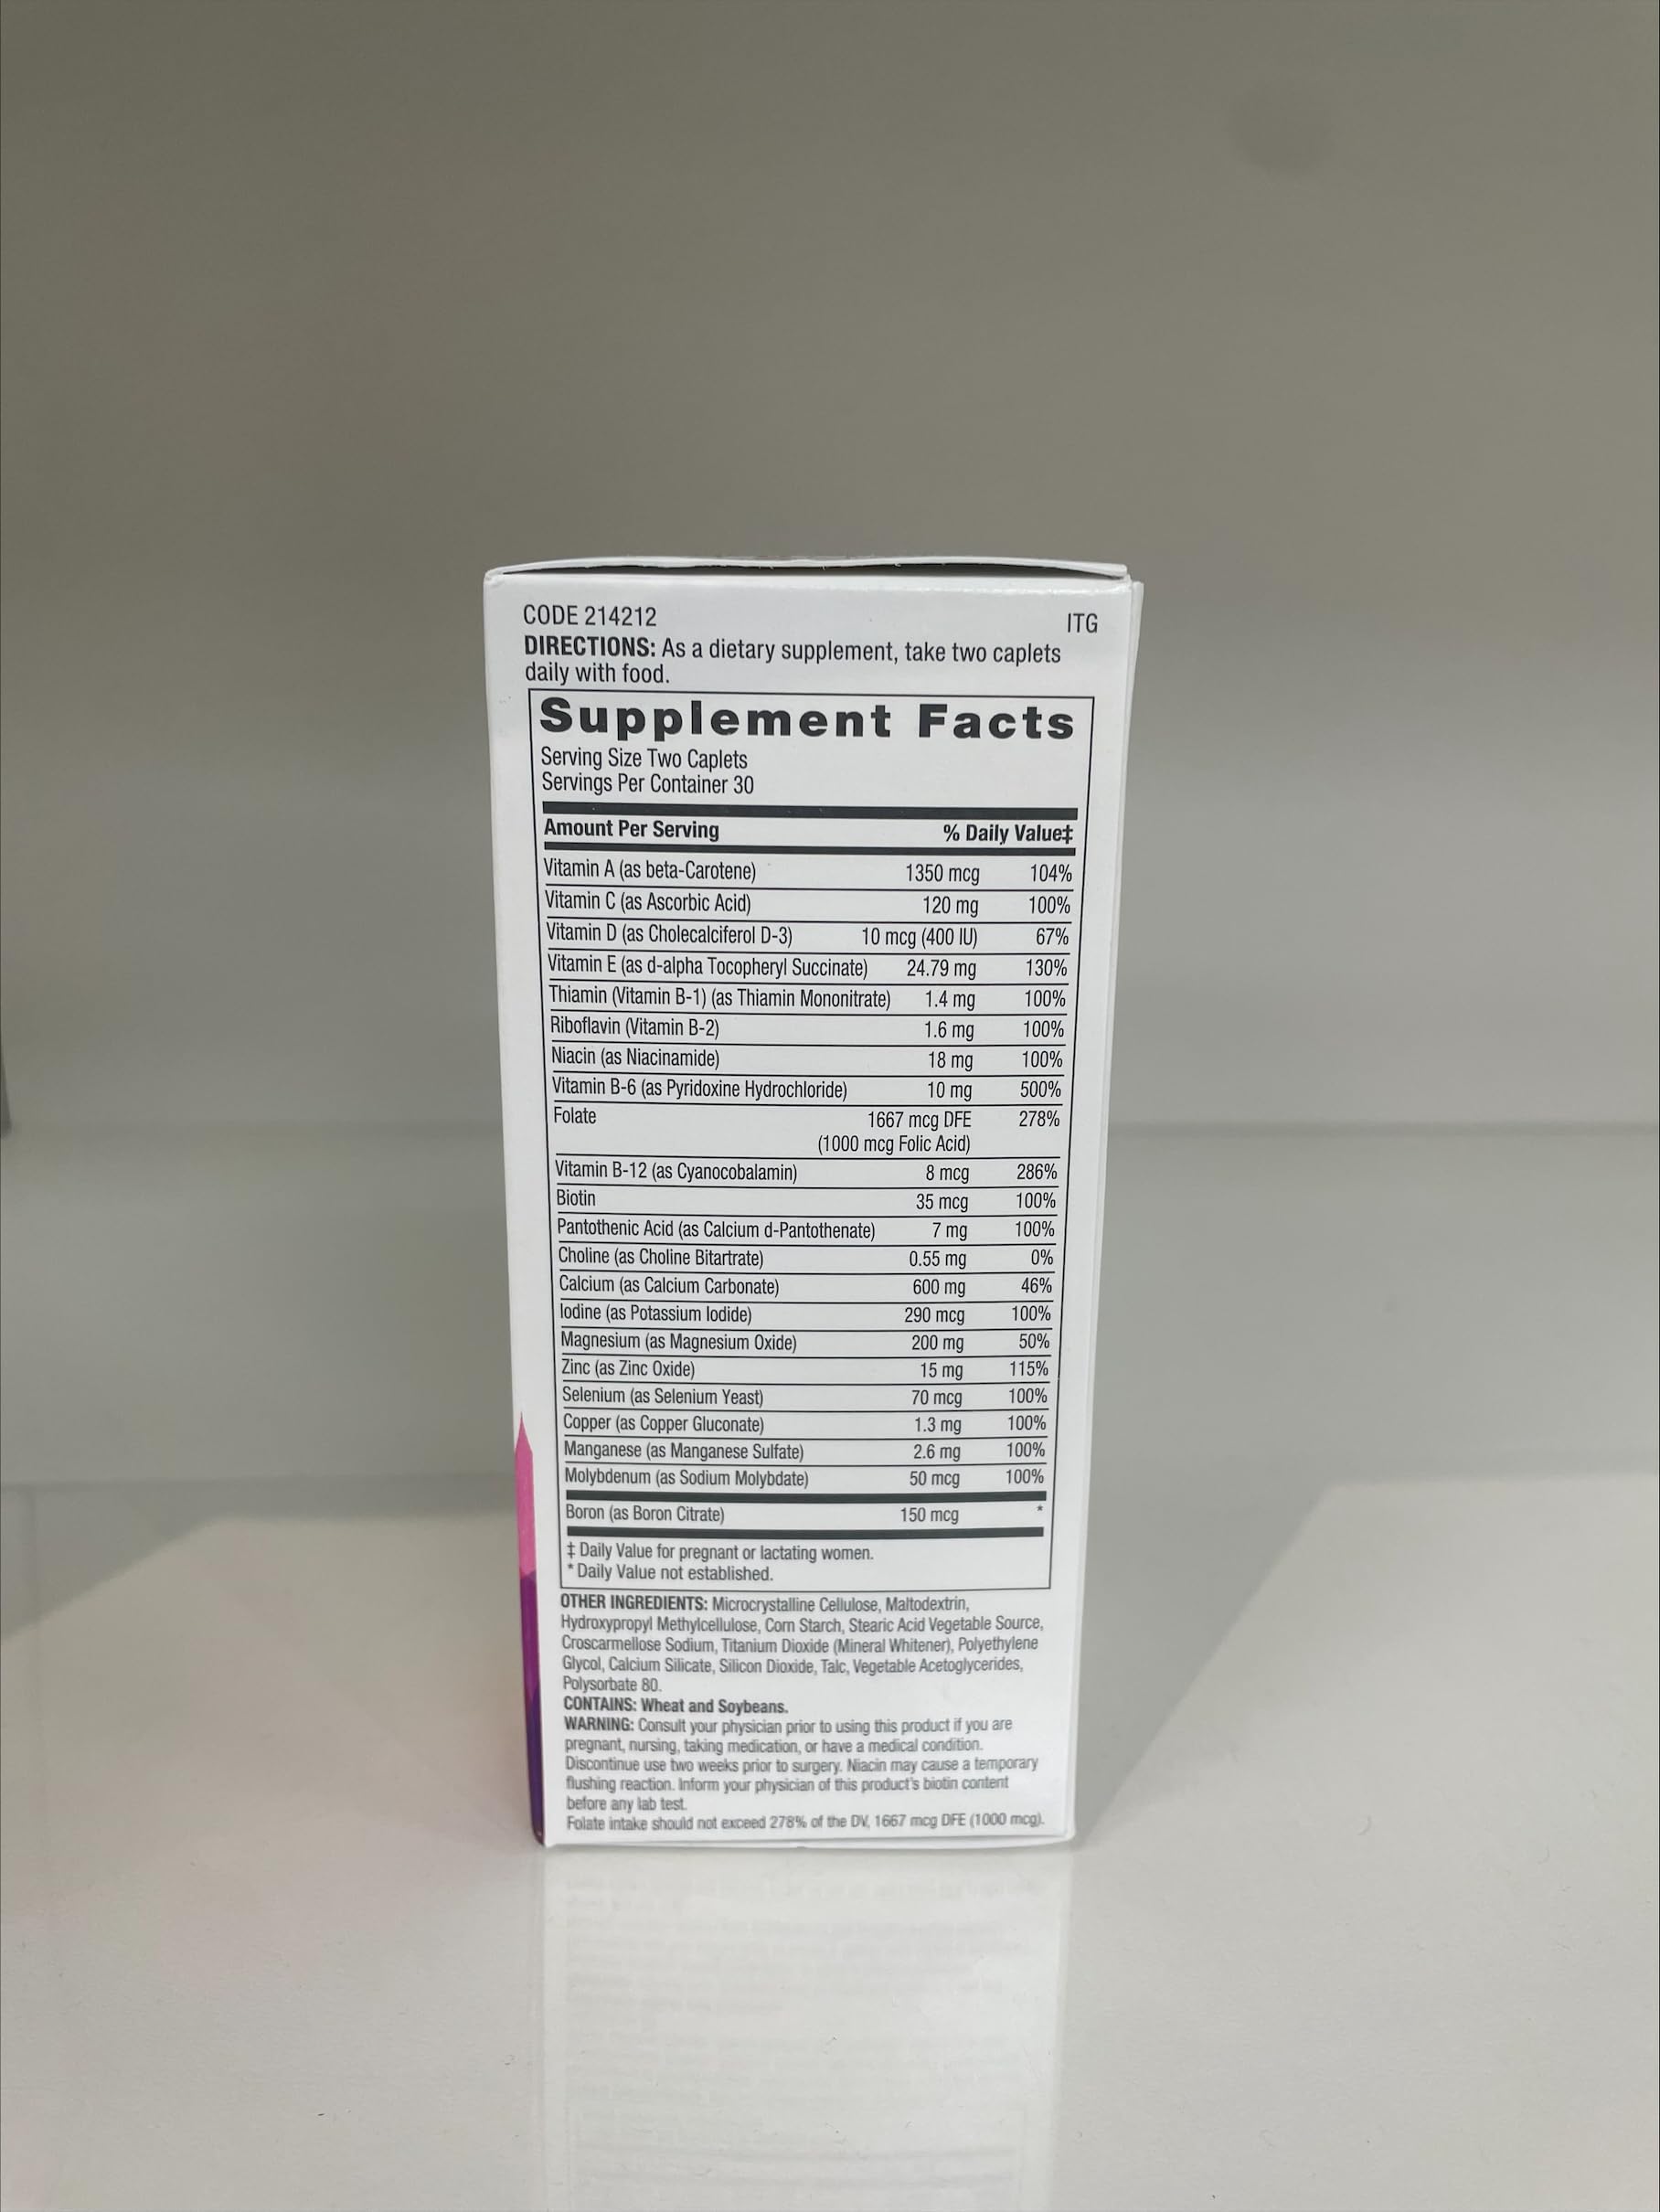 CODE 214212 ITG
DIRECTIONS: As a dietary supplement, take two caplets
daily with food.
Supplement Facts
Serving Size Two Caplets
Servings Per Container 30
Amount Per Serving % Daily Value‡
Vitamin A (as beta-Carotene) 1350 mcg 104%
Vitamin C (as Ascorbic Acid) 120 mg 100%
Vitamin D (as Cholecalciferol D-3) 10 mcg (400 IU) 67%
Vitamin E (as d-alpha Tocopheryl Succinate) 24.79 mg 130%
Thiamin (Vitamin B-1) (as Thiamin Mononitrate) 1.4 mg 100%
Riboflavin (Vitamin B-2) 1.6 mg 100%
Niacin (as Niacinamide) 18 mg 100%
Vitamin B-6 (as Pyridoxine Hydrochloride) 10 mg 500%
Folate 1667 mcg DFE 278%
(1000 mcg Folic Acid)
Vitamin B-12 (as Cyanocobalamin) 8 mcg 286%
Biotin 35 mcg 100%
Pantothenic Acid (as Calcium d-Pantothenate) 7 mg 100%
Choline (as Choline Bitartrate) 0.55 mg 0%
Calcium (as Calcium Carbonate) 600 mg 46%
Iodine (as Potassium Iodide) 290 mcg 100%
Magnesium (as Magnesium Oxide) 200 mg 50%
Zinc (as Zinc Oxide) 15 mg 115%
Selenium (as Selenium Yeast) 70 mcg 100%
Copper (as Copper Gluconate) 1.3 mg 100%
Manganese (as Manganese Sulfate) 2.6 mg 100%
Molybdenum (as Sodium Molybdate) 50 mcg 100%
Boron (as Boron Citrate) 150 mcg *
‡ Daily Value for pregnant or lactating women.
* Daily Value not established.
OTHER INGREDIENTS: Microcrystalline Cellulose, Maltodextrin,
Hydroxypropyl Methylcellulose, Corn Starch, Stearic Acid Vegetable Source,
Croscarmellose Sodium, Titanium Dioxide (Mineral Whitener), Polyethylene
Glycol, Calcium Silicate, Silicon Dioxide, Talc, Vegetable Acetoglycerides,
Polysorbate 80.
CONTAINS: Wheat and Soybeans.
WARNING: Consult your physician prior to using this product if you are
pregnant, nursing, taking medication, or have a medical condition.
Discontinue use two weeks prior to surgery. Niacin may cause a temporary
flushing reaction. Inform your physician of this product's biotin content
before any lab test.
Folate intake should not exceed 278% of the DV, 1667 mcg DFE (1000 mcg).